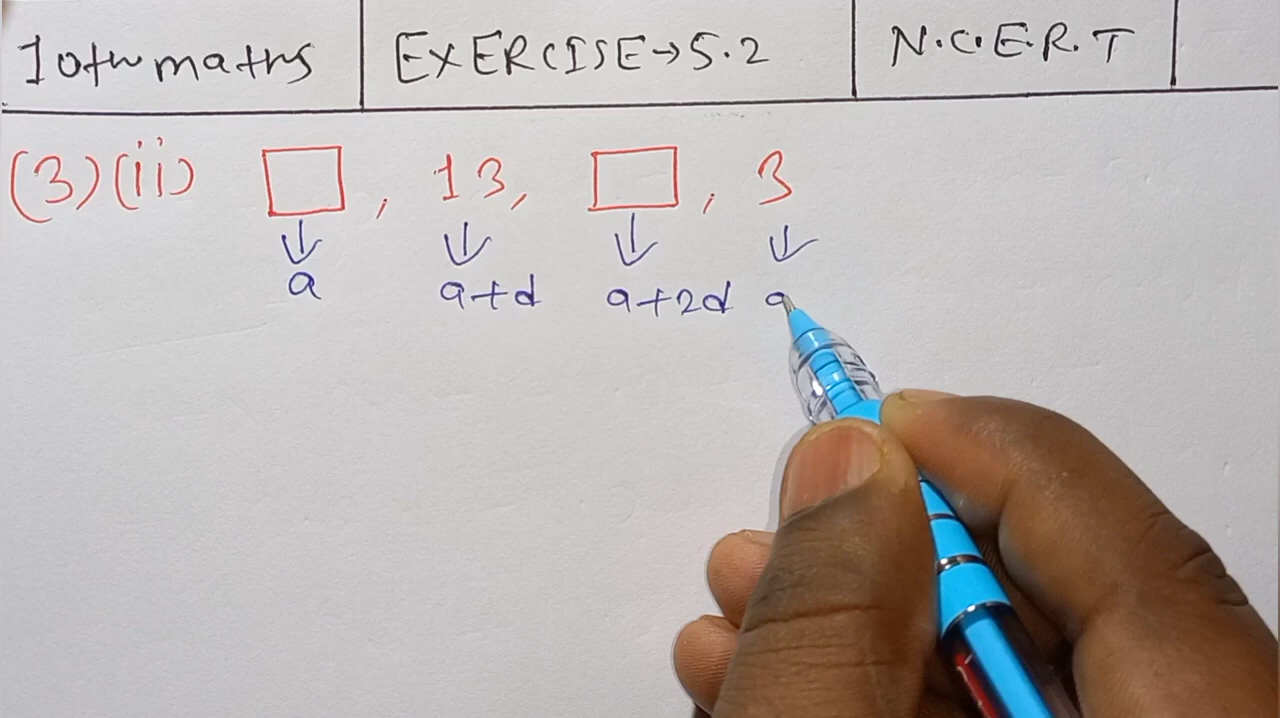 10th maths EXERCISE→5.2 N.C.E.R.T
(3)(ii) □, 13, □, 3
↓ ↓ ↓ ↓
a a+d a+2d a